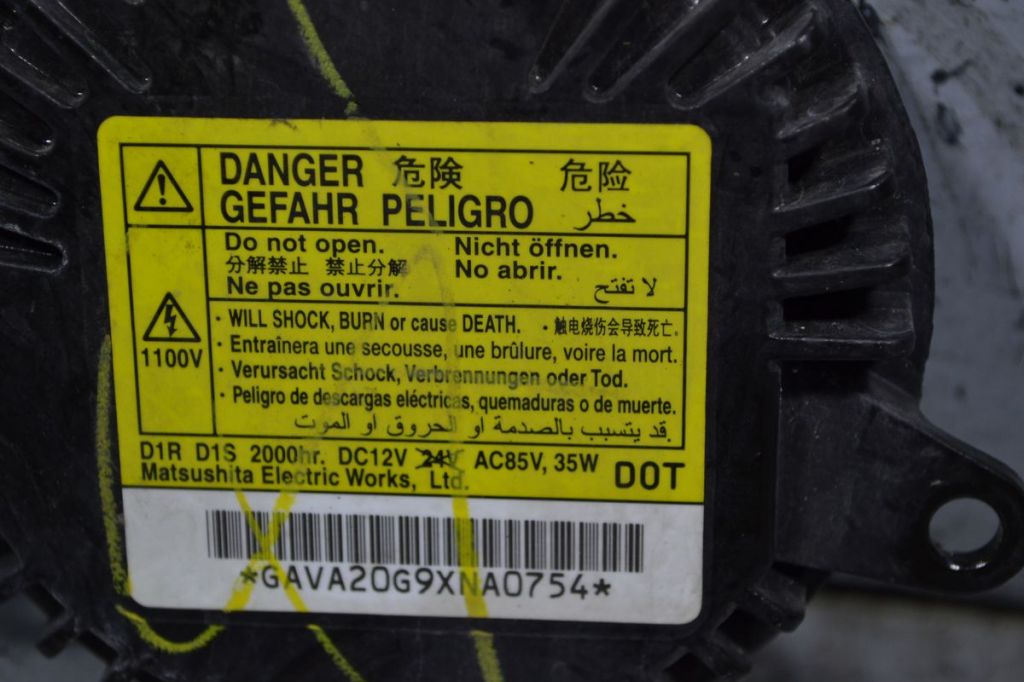 DANGER 危険 危险
GEFAHR PELIGRO خطر
Do not open. Nicht öffnen.
分解禁止 禁止分解 No abrir.
Ne pas ouvrir. لا تفتح
1100V
· WILL SHOCK, BURN or cause DEATH. · 触电烧伤会导致死亡.
· Entraînera une secousse, une brûlure, voire la mort.
· Verursacht Schock, Verbrennungen oder Tod.
· Peligro de descargas eléctricas, quemaduras o de muerte.
قد يتسبب بالصدمة او الحروق او الموت.
D1R D1S 2000hr. DC12V 24V AC85V, 35W DOT
Matsushita Electric Works, Ltd.
*GAVA20G9XNA0754*